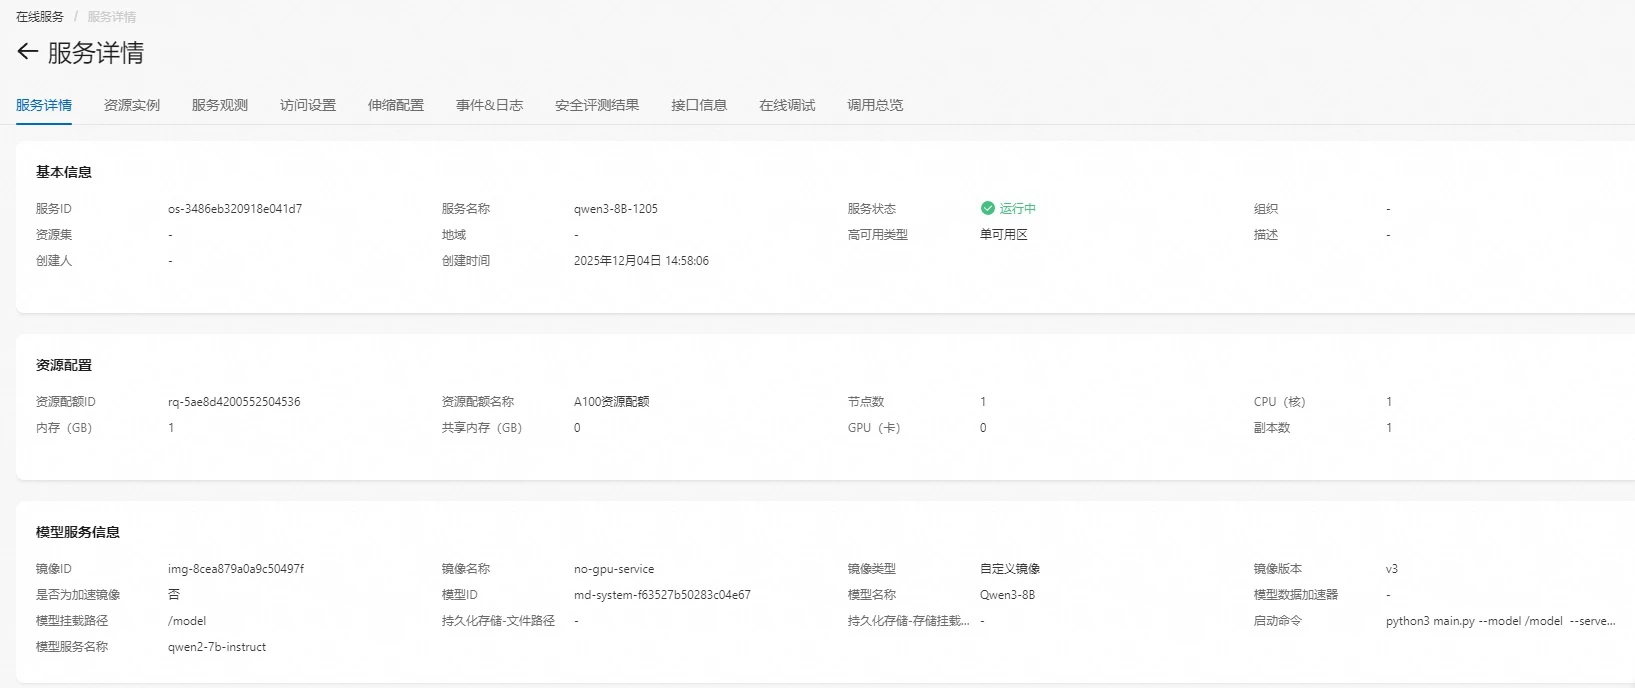 在线服务 / 服务详情
← 服务详情
服务详情 资源实例 服务观测 访问设置 伸缩配置 事件&日志 安全评测结果 接口信息 在线调试 调用总览
基本信息
服务ID os-3486eb320918e041d7 服务名称 qwen3-8B-1205 服务状态 运行中 组织 -
资源集 - 地域 - 高可用类型 单可用区 描述 -
创建人 - 创建时间 2025年12月04日 14:58:06
资源配置
资源配额ID rq-5ae8d4200552504536 资源配额名称 A100资源配额 节点数 1 CPU（核） 1
内存（GB） 1 共享内存（GB） 0 GPU（卡） 0 副本数 1
模型服务信息
镜像ID img-8cea879a0a9c50497f 镜像名称 no-gpu-service 镜像类型 自定义镜像 镜像版本 v3
是否为加速镜像 否 模型ID md-system-f63527b50283c04e67 模型名称 Qwen3-8B 模型数据加速器 -
模型挂载路径 /model 持久化存储-文件路径 - 持久化存储-存储挂载... - 启动命令 python3 main.py --model /model --serve...
模型服务名称 qwen2-7b-instruct